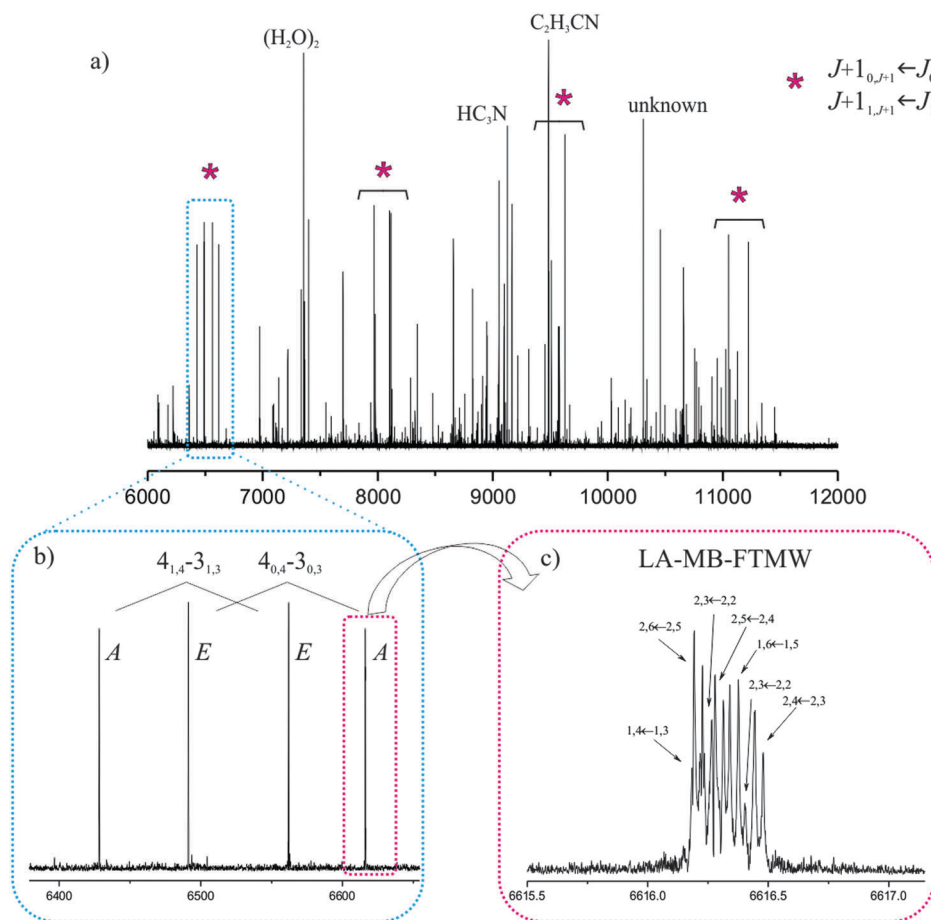 a)
(H₂O)₂
C₂H₃CN
HC₃N
unknown
*
*
*
*
* J+1₀,J+1←J
J+1₁,J+1←J
6000 7000 8000 9000 10000 11000 12000
b)
4₁,₄-3₁,₃ 4₀,₄-3₀,₃
A E E A
6400 6500 6600
c)
LA-MB-FTMW
2,3←2,2
2,6←2,5
2,5←2,4
1,6←1,5
2,3←2,2
1,4←1,3
2,4←2,3
6615.5 6616.0 6616.5 6617.0